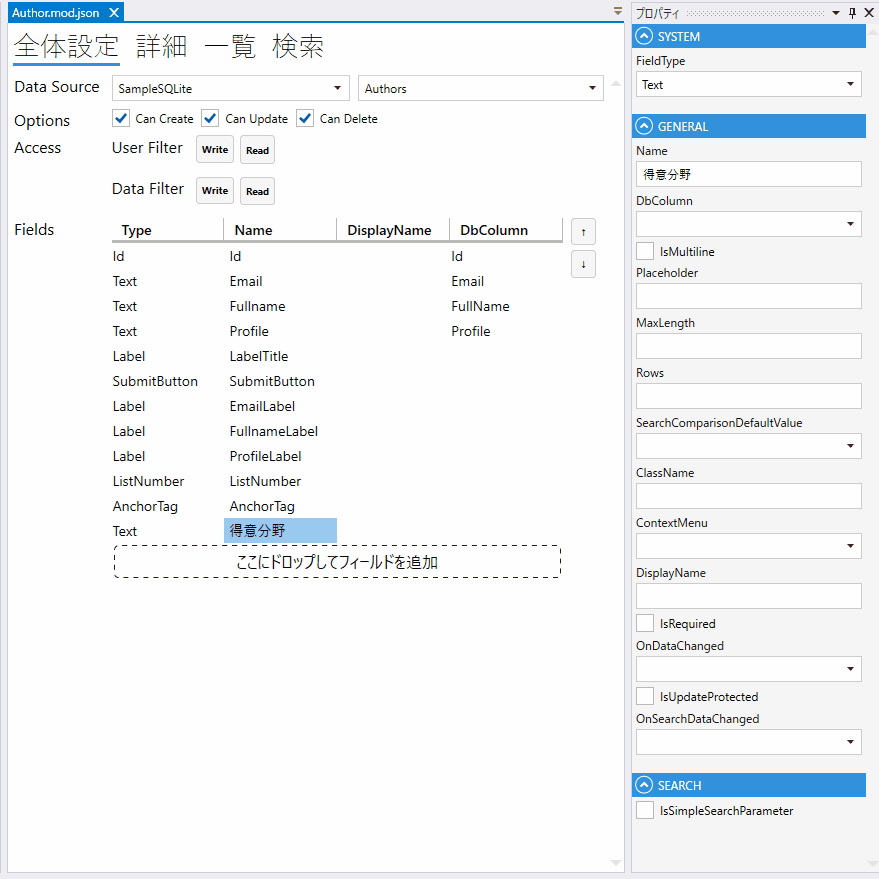 Author.mod.json
全体設定 詳細 一覧 検索
Data Source SampleSQLite Authors
Options Can Create Can Update Can Delete
Access User Filter Write Read
Data Filter Write Read
Fields Type Name DisplayName DbColumn ↑
↓
Id Id Id
Text Email Email
Text Fullname FullName
Text Profile Profile
Label LabelTitle
SubmitButton SubmitButton
Label EmailLabel
Label FullnameLabel
Label ProfileLabel
ListNumber ListNumber
AnchorTag AnchorTag
Text 得意分野
ここにドロップしてフィールドを追加
プロパティ
SYSTEM
FieldType
Text
GENERAL
Name
得意分野
DbColumn
IsMultiline
Placeholder
MaxLength
Rows
SearchComparisonDefaultValue
ClassName
ContextMenu
DisplayName
IsRequired
OnDataChanged
IsUpdateProtected
OnSearchDataChanged
SEARCH
IsSimpleSearchParameter